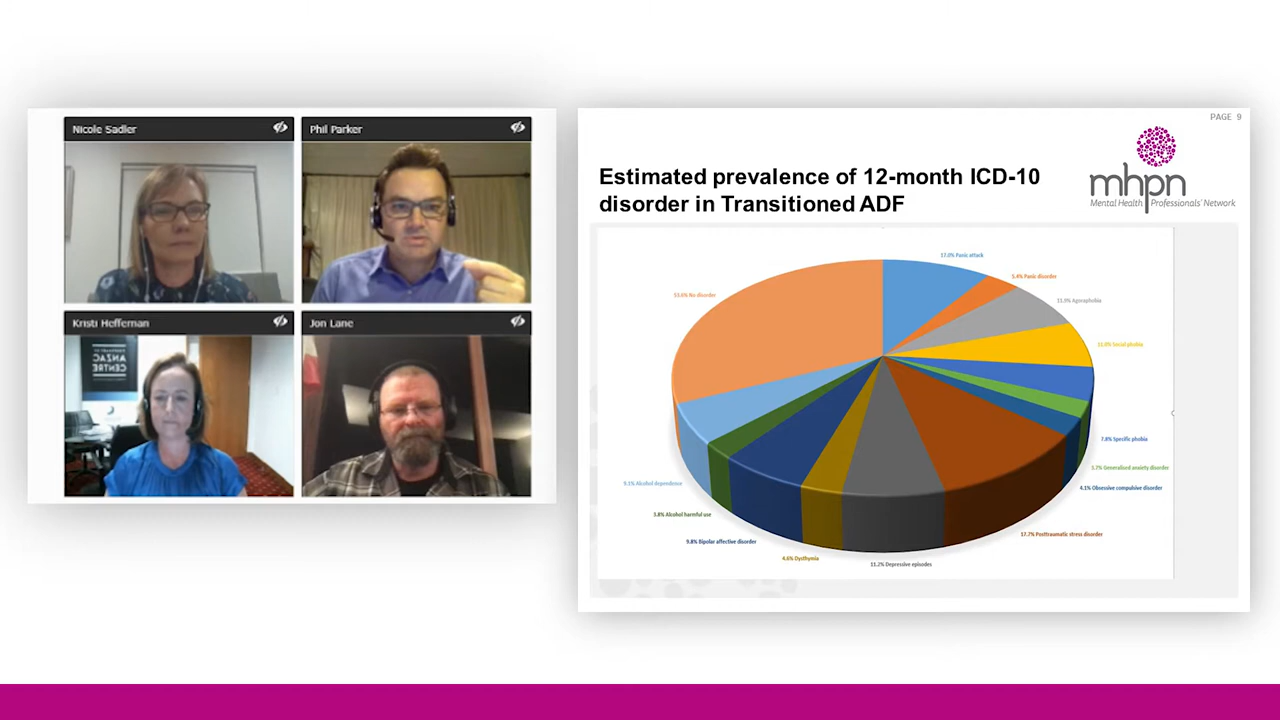 Nicole Sadler
Phil Parker
Kristi Heffernan
Jon Lane
ANZAC
CENTRE
PAGE 9
mhpn
Mental Health Professionals' Network
Estimated prevalence of 12-month ICD-10
disorder in Transitioned ADF
17.0% Panic attack
5.4% Panic disorder
11.9% Agoraphobia
11.0% Social phobia
7.8% Specific phobia
3.7% Generalised anxiety disorder
4.1% Obsessive compulsive disorder
17.7% Posttraumatic stress disorder
11.2% Depressive episodes
4.6% Dysthymia
9.8% Bipolar affective disorder
3.8% Alcohol harmful use
9.1% Alcohol dependence
53.6% No disorder